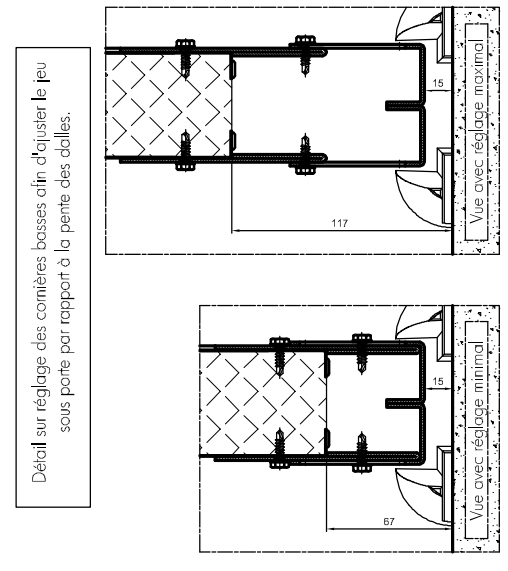 Détail sur réglage des cornières basses afin d'ajuster le jeu
sous porte par rapport à la pente des dalles.
15
117
Vue avec réglage maximal
15
67
Vue avec réglage minimal